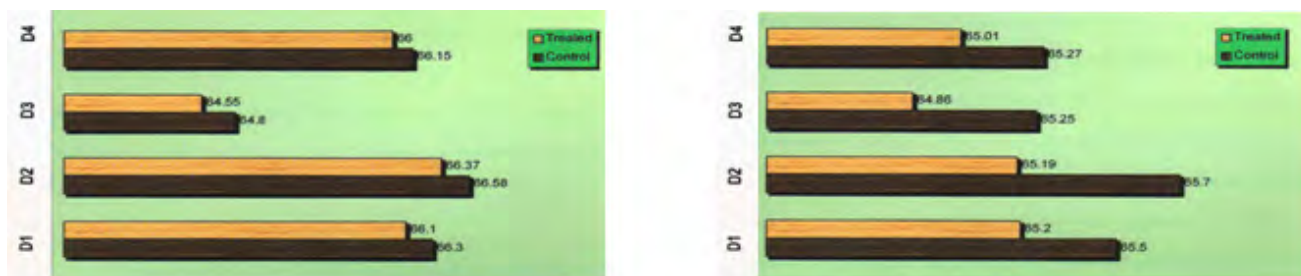 D4
66
66.15
Treated
Control
D3
64.55
64.8
D2
66.37
66.58
D1
66.1
66.3
D4
65.01
65.27
Treated
Control
D3
64.86
65.25
D2
65.19
65.7
D1
65.2
65.5